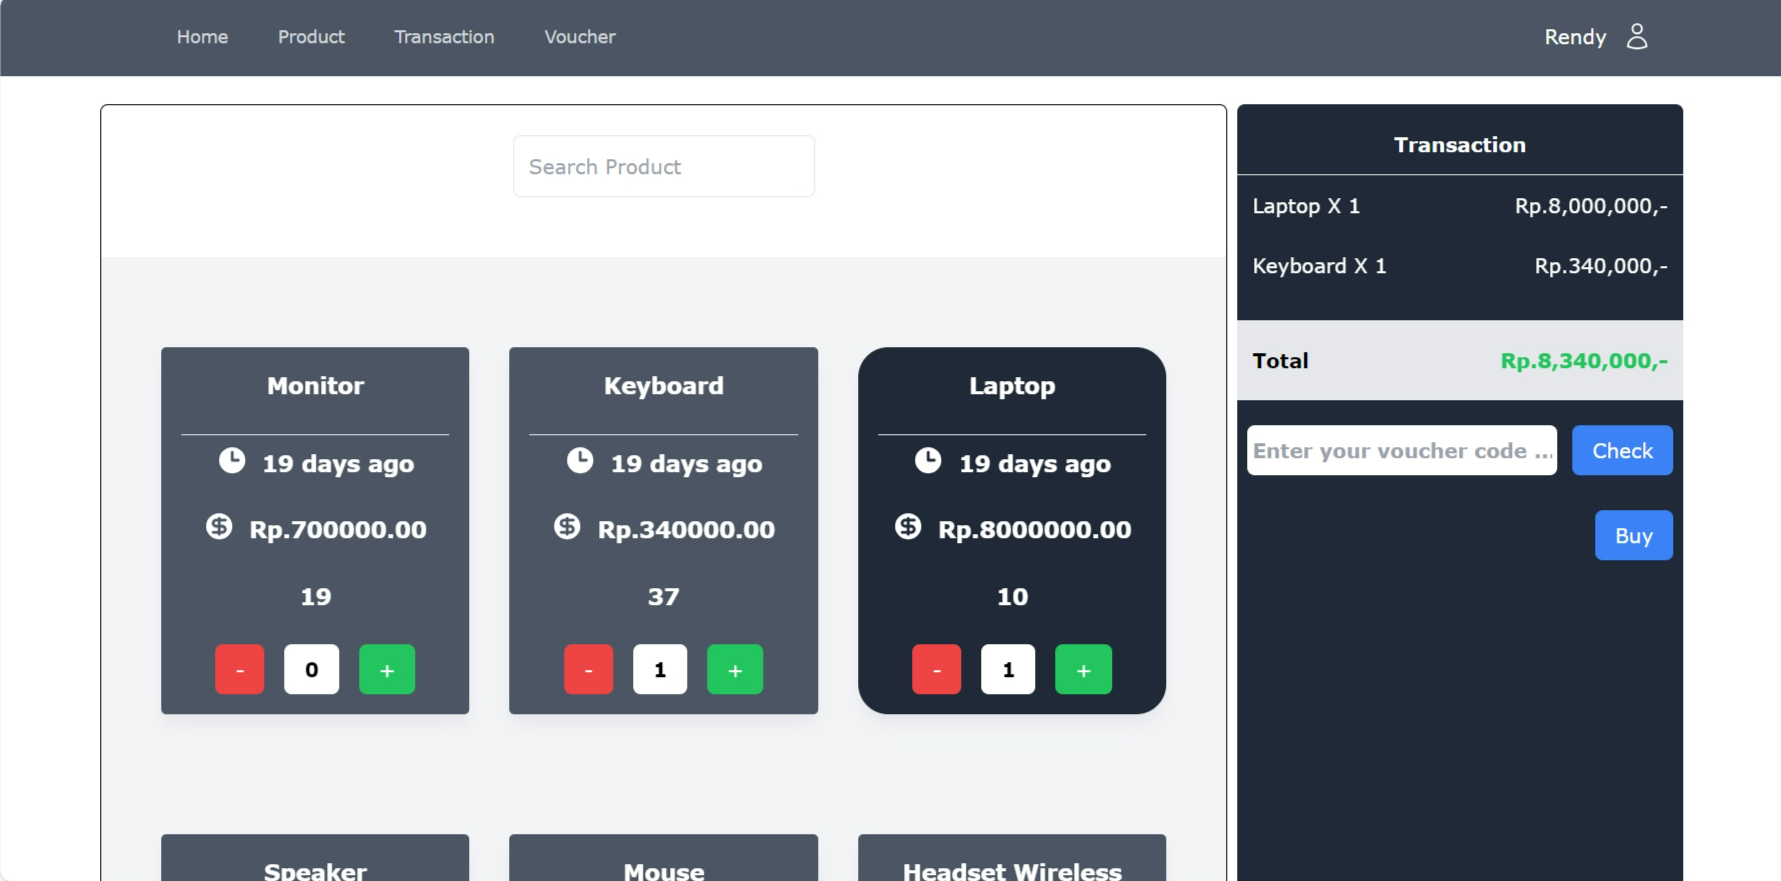 Home Product Transaction Voucher Rendy
Search Product
Monitor
19 days ago
Rp.700000.00
19
- 0 +
Keyboard
19 days ago
Rp.340000.00
37
- 1 +
Laptop
19 days ago
Rp.8000000.00
10
- 1 +
Speaker
Mouse
Headset Wireless
Transaction
Laptop X 1 Rp.8,000,000,-
Keyboard X 1 Rp.340,000,-
Total Rp.8,340,000,-
Enter your voucher code ... Check
Buy